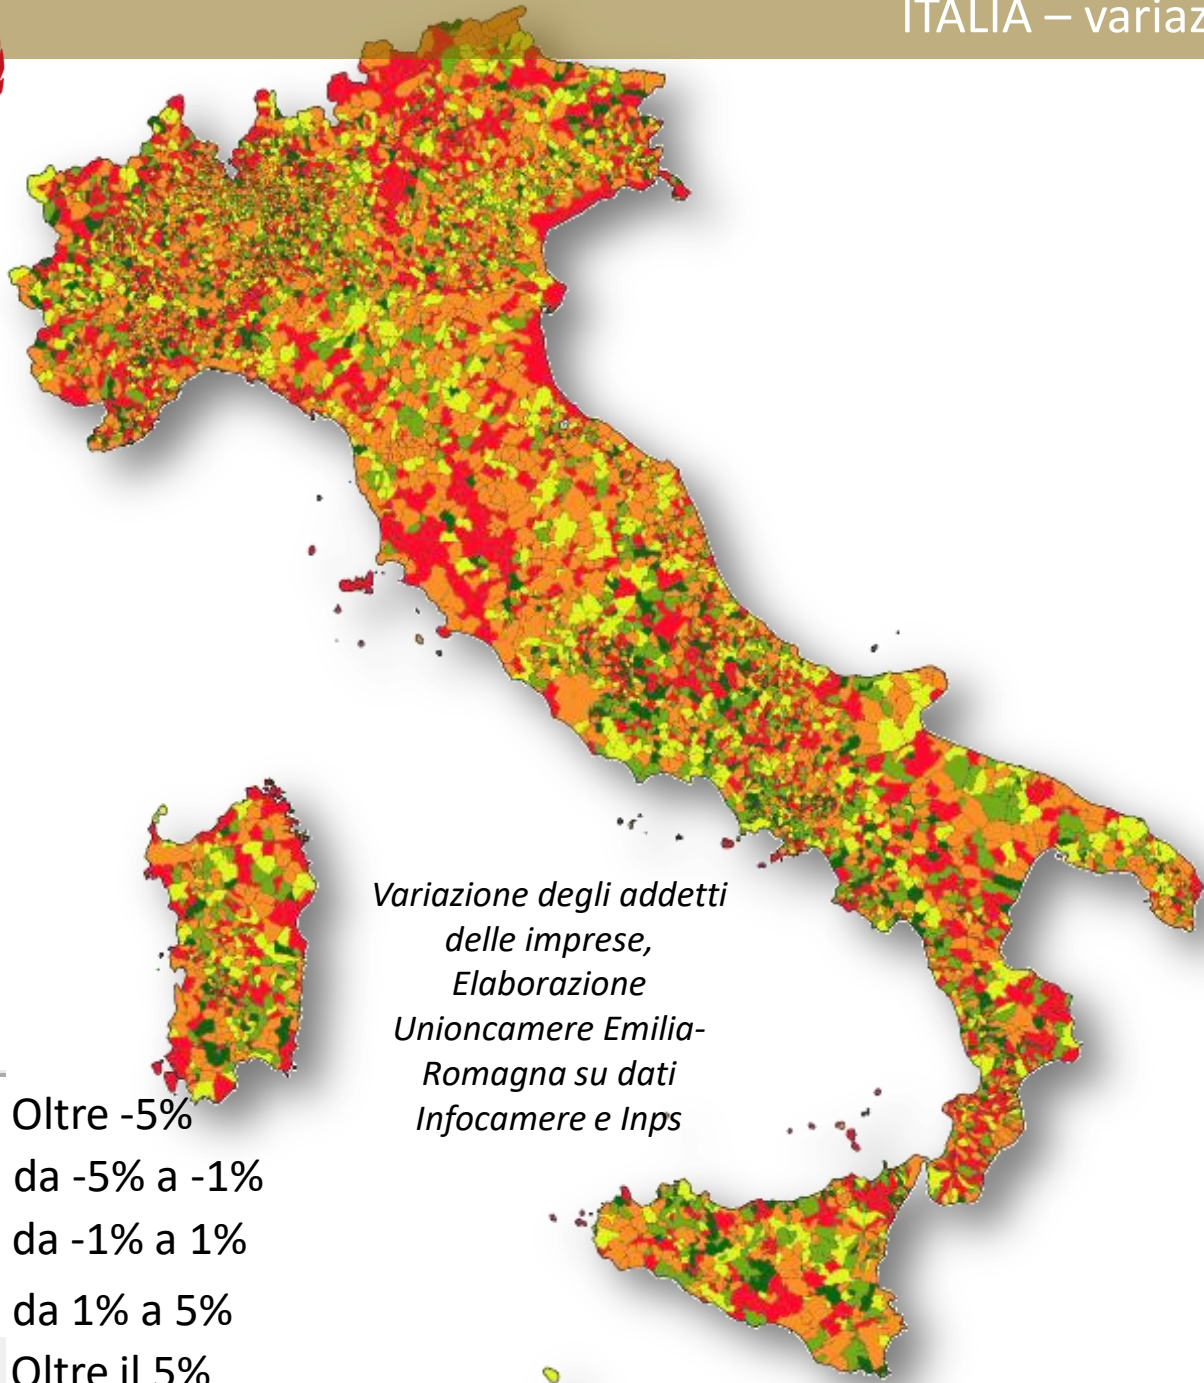 ITALIA – variaz
Variazione degli addetti
delle imprese,
Elaborazione
Unioncamere Emilia-
Romagna su dati
Infocamere e Inps
Oltre -5%
da -5% a -1%
da -1% a 1%
da 1% a 5%
Oltre il 5%